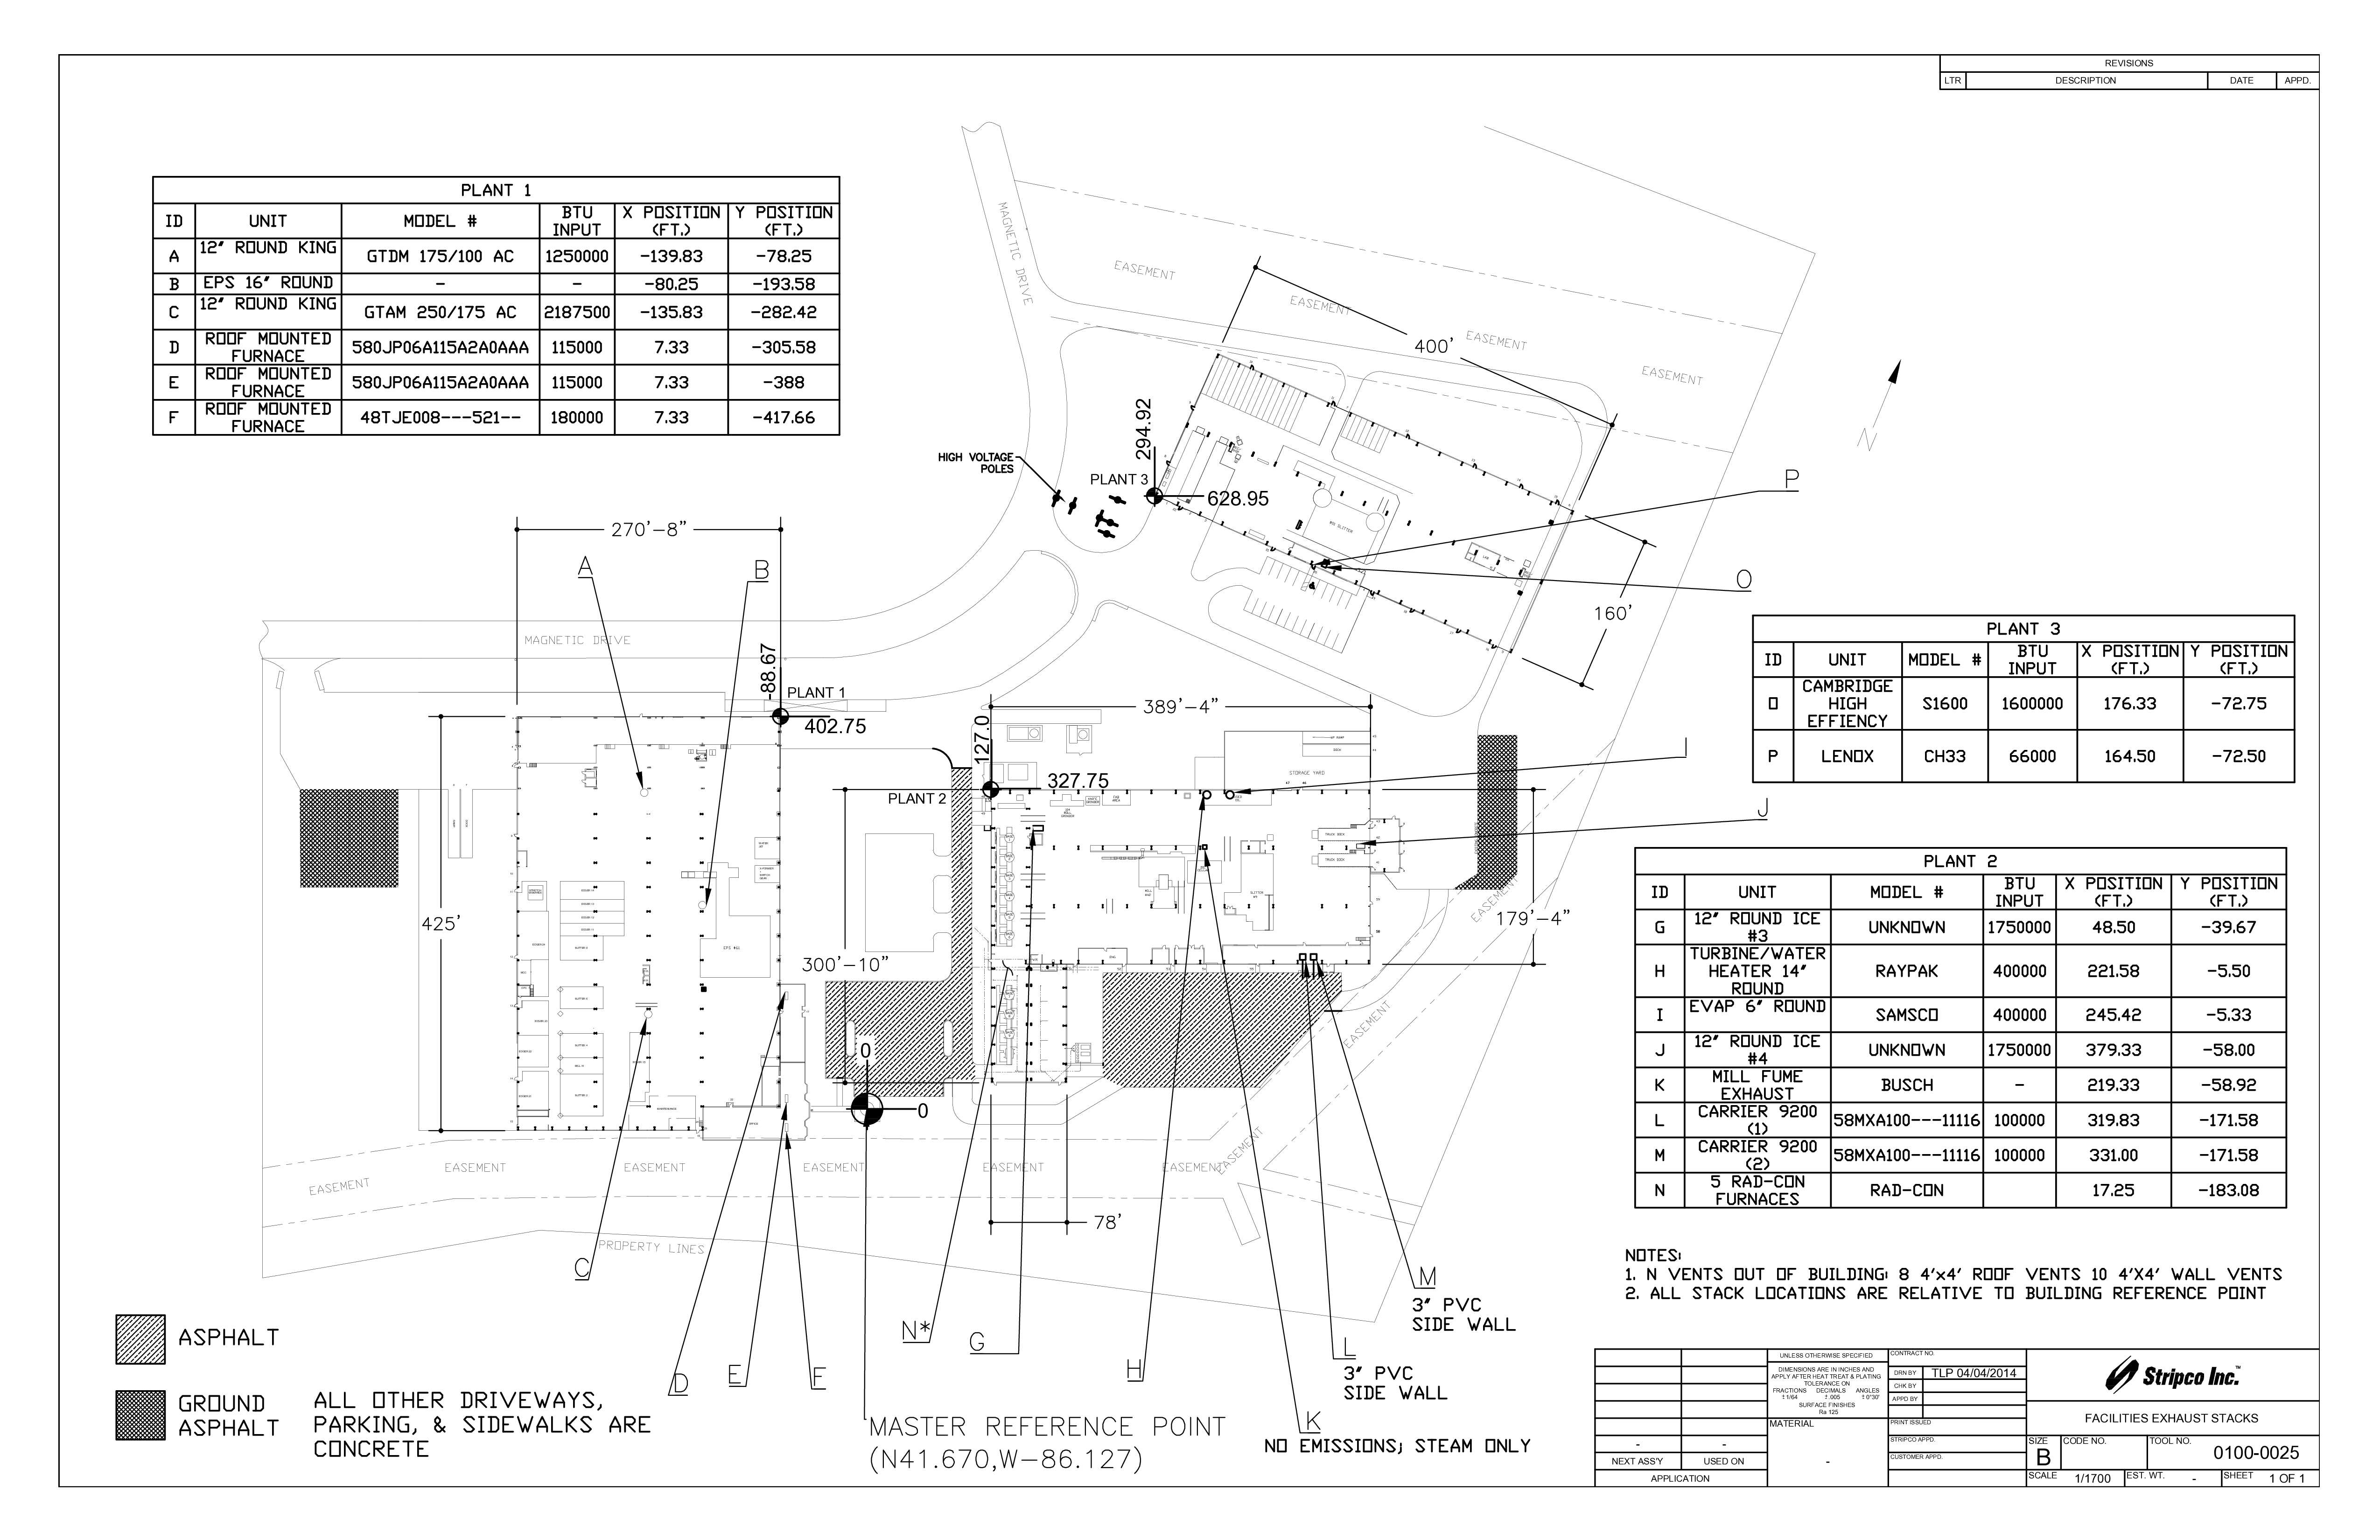 REVISIONS
LTR DESCRIPTION DATE APPD.
PLANT 1
ID UNIT MODEL # BTU INPUT X POSITION (FT.) Y POSITION (FT.)
A 12" ROUND KING GTDM 175/100 AC 1250000 -139.83 -78.25
B EPS 16" ROUND - - -80.25 -193.58
C 12" ROUND KING GTAM 250/175 AC 2187500 -135.83 -282.42
D ROOF MOUNTED FURNACE 580JP06A115A2A0AAA 115000 7.33 -305.58
E ROOF MOUNTED FURNACE 580JP06A115A2A0AAA 115000 7.33 -388
F ROOF MOUNTED FURNACE 48TJE008---521-- 180000 7.33 -417.66
MAGNETIC DRIVE
EASEMENT
EASEMENT
EASEMENT
EASEMENT
400'
N
HIGH VOLTAGE
POLES
294.92
PLANT 3
628.95
P
O
160'
270'-8"
A
B
MAGNETIC DRIVE
-88.67
PLANT 1
402.75
127.0
389'-4"
327.75
PLANT 2
STORAGE YARD
TRUCK DOCK
TRUCK DOCK
I
J
425'
300'-10"
179'-4"
0
0
EASEMENT
EASEMENT
EASEMENT
EASEMENT
EASEMENT
EASEMENT
EASEMENT
EASEMENT
EASEMENT
PROPERTY LINES
78'
C
D
E
F
N*
G
H
K
NO EMISSIONS; STEAM ONLY
L
3" PVC
SIDE WALL
M
3" PVC
SIDE WALL
MASTER REFERENCE POINT
(N41.670,W-86.127)
PLANT 3
ID UNIT MODEL # BTU INPUT X POSITION (FT.) Y POSITION (FT.)
O CAMBRIDGE HIGH EFFIENCY S1600 1600000 176.33 -72.75
P LENOX CH33 66000 164.50 -72.50
PLANT 2
ID UNIT MODEL # BTU INPUT X POSITION (FT.) Y POSITION (FT.)
G 12" ROUND ICE #3 UNKNOWN 1750000 48.50 -39.67
H TURBINE/WATER HEATER 14" ROUND RAYPAK 400000 221.58 -5.50
I EVAP 6" ROUND SAMSCO 400000 245.42 -5.33
J 12" ROUND ICE #4 UNKNOWN 1750000 379.33 -58.00
K MILL FUME EXHAUST BUSCH - 219.33 -58.92
L CARRIER 9200 (1) 58MXA100---11116 100000 319.83 -171.58
M CARRIER 9200 (2) 58MXA100---11116 100000 331.00 -171.58
N 5 RAD-CON FURNACES RAD-CON 17.25 -183.08
NOTES:
1. N VENTS OUT OF BUILDING: 8 4'x4' ROOF VENTS 10 4'X4' WALL VENTS
2. ALL STACK LOCATIONS ARE RELATIVE TO BUILDING REFERENCE POINT
ASPHALT
GROUND
ASPHALT
ALL OTHER DRIVEWAYS,
PARKING, & SIDEWALKS ARE
CONCRETE
UNLESS OTHERWISE SPECIFIED
DIMENSIONS ARE IN INCHES AND
APPLY AFTER HEAT TREAT & PLATING
TOLERANCE ON
FRACTIONS DECIMALS ANGLES
±1/64 ±.005 ±0°30'
SURFACE FINISHES
Ra 125
MATERIAL
-
CONTRACT NO.
DRN BY TLP 04/04/2014
CHK BY
APPD BY
PRINT ISSUED
STRIPCO APPD.
CUSTOMER APPD.
- -
NEXT ASS'Y USED ON
APPLICATION
Stripco Inc.™
FACILITIES EXHAUST STACKS
SIZE B CODE NO. TOOL NO. 0100-0025
SCALE 1/1700 EST. WT. - SHEET 1 OF 1